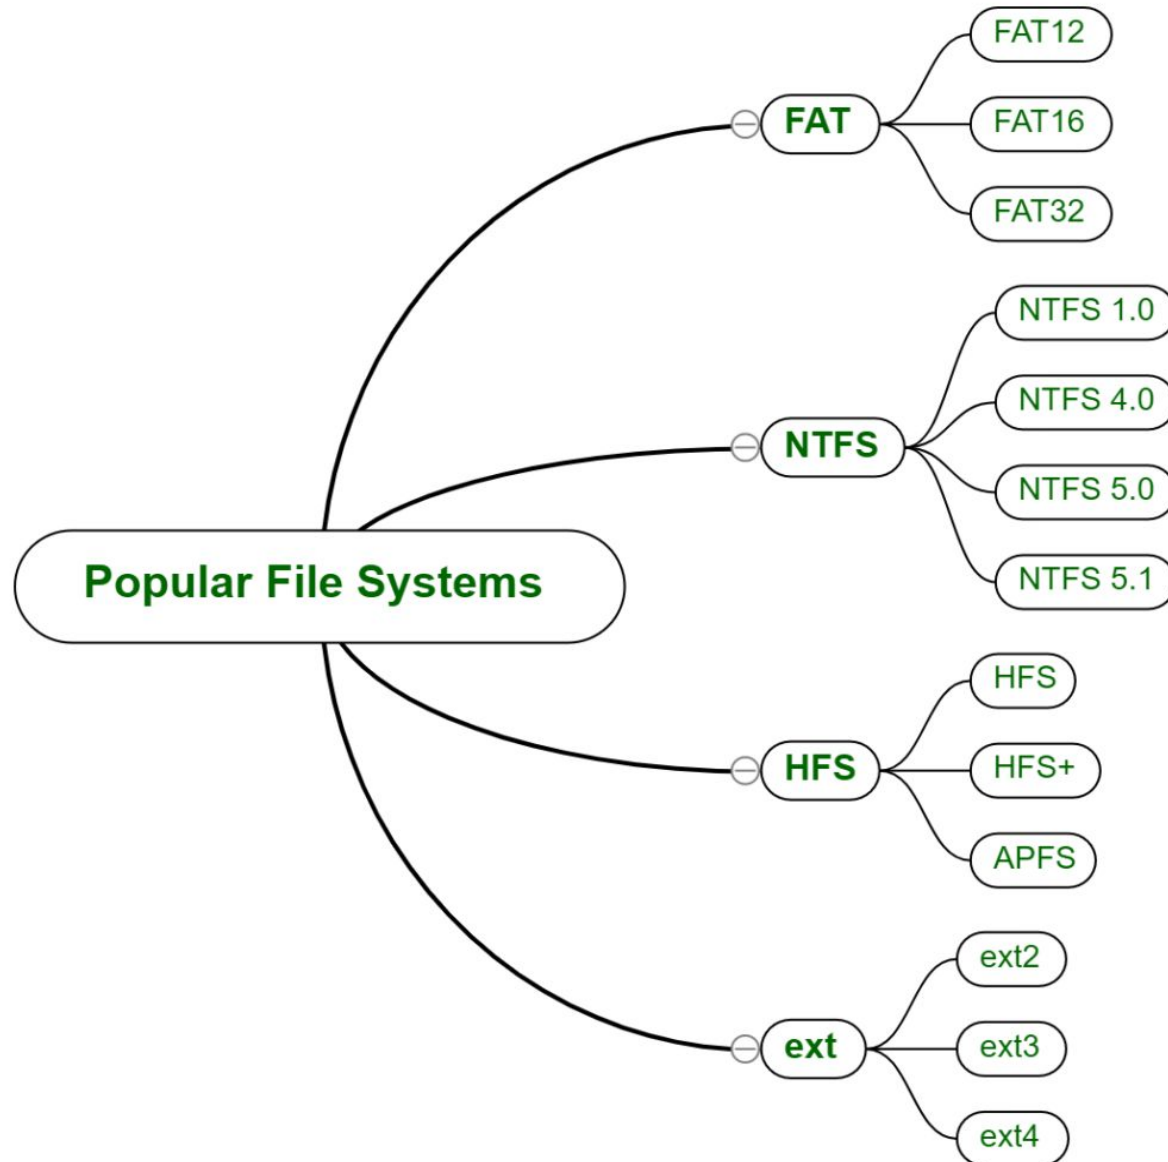 Popular File Systems
FAT
FAT12
FAT16
FAT32
NTFS
NTFS 1.0
NTFS 4.0
NTFS 5.0
NTFS 5.1
HFS
HFS
HFS+
APFS
ext
ext2
ext3
ext4